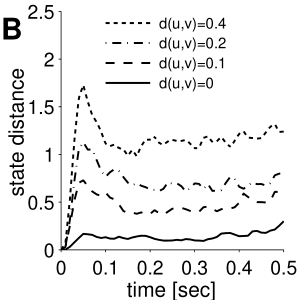 B
d(u,v)=0.4
d(u,v)=0.2
d(u,v)=0.1
d(u,v)=0
state distance
2.5
2
1.5
1
0.5
0
0 0.1 0.2 0.3 0.4 0.5
time [sec]